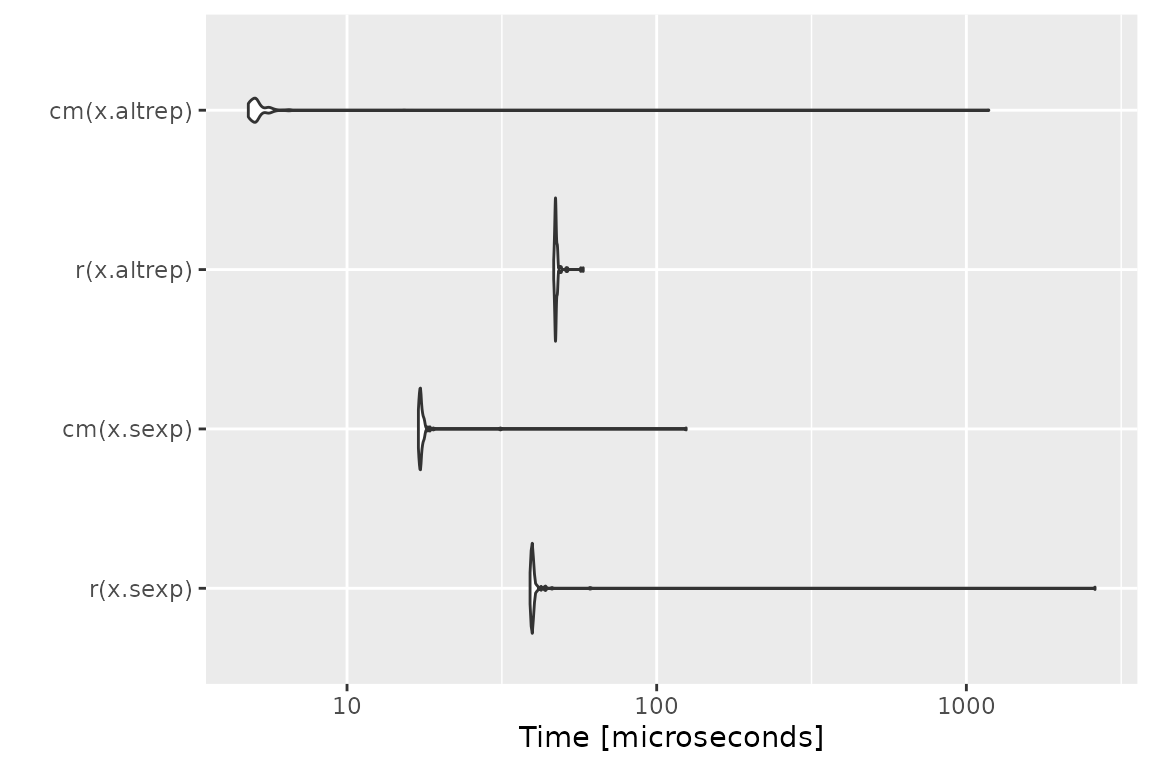 cm(x.altrep)
r(x.altrep)
cm(x.sexp)
r(x.sexp)
10 100 1000
Time [microseconds]